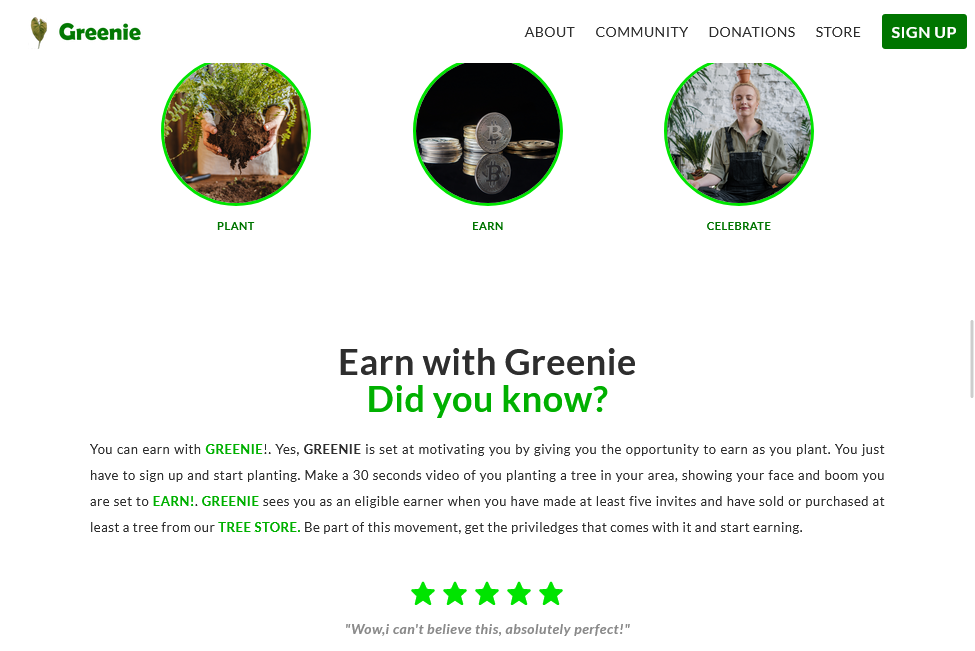 Greenie
ABOUT COMMUNITY DONATIONS STORE SIGN UP
PLANT EARN CELEBRATE
Earn with Greenie
Did you know?
You can earn with GREENIE!. Yes, GREENIE is set at motivating you by giving you the opportunity to earn as you plant. You just
have to sign up and start planting. Make a 30 seconds video of you planting a tree in your area, showing your face and boom you
are set to EARN!. GREENIE sees you as an eligible earner when you have made at least five invites and have sold or purchased at
least a tree from our TREE STORE. Be part of this movement, get the priviledges that comes with it and start earning.
"Wow,i can't believe this, absolutely perfect!"